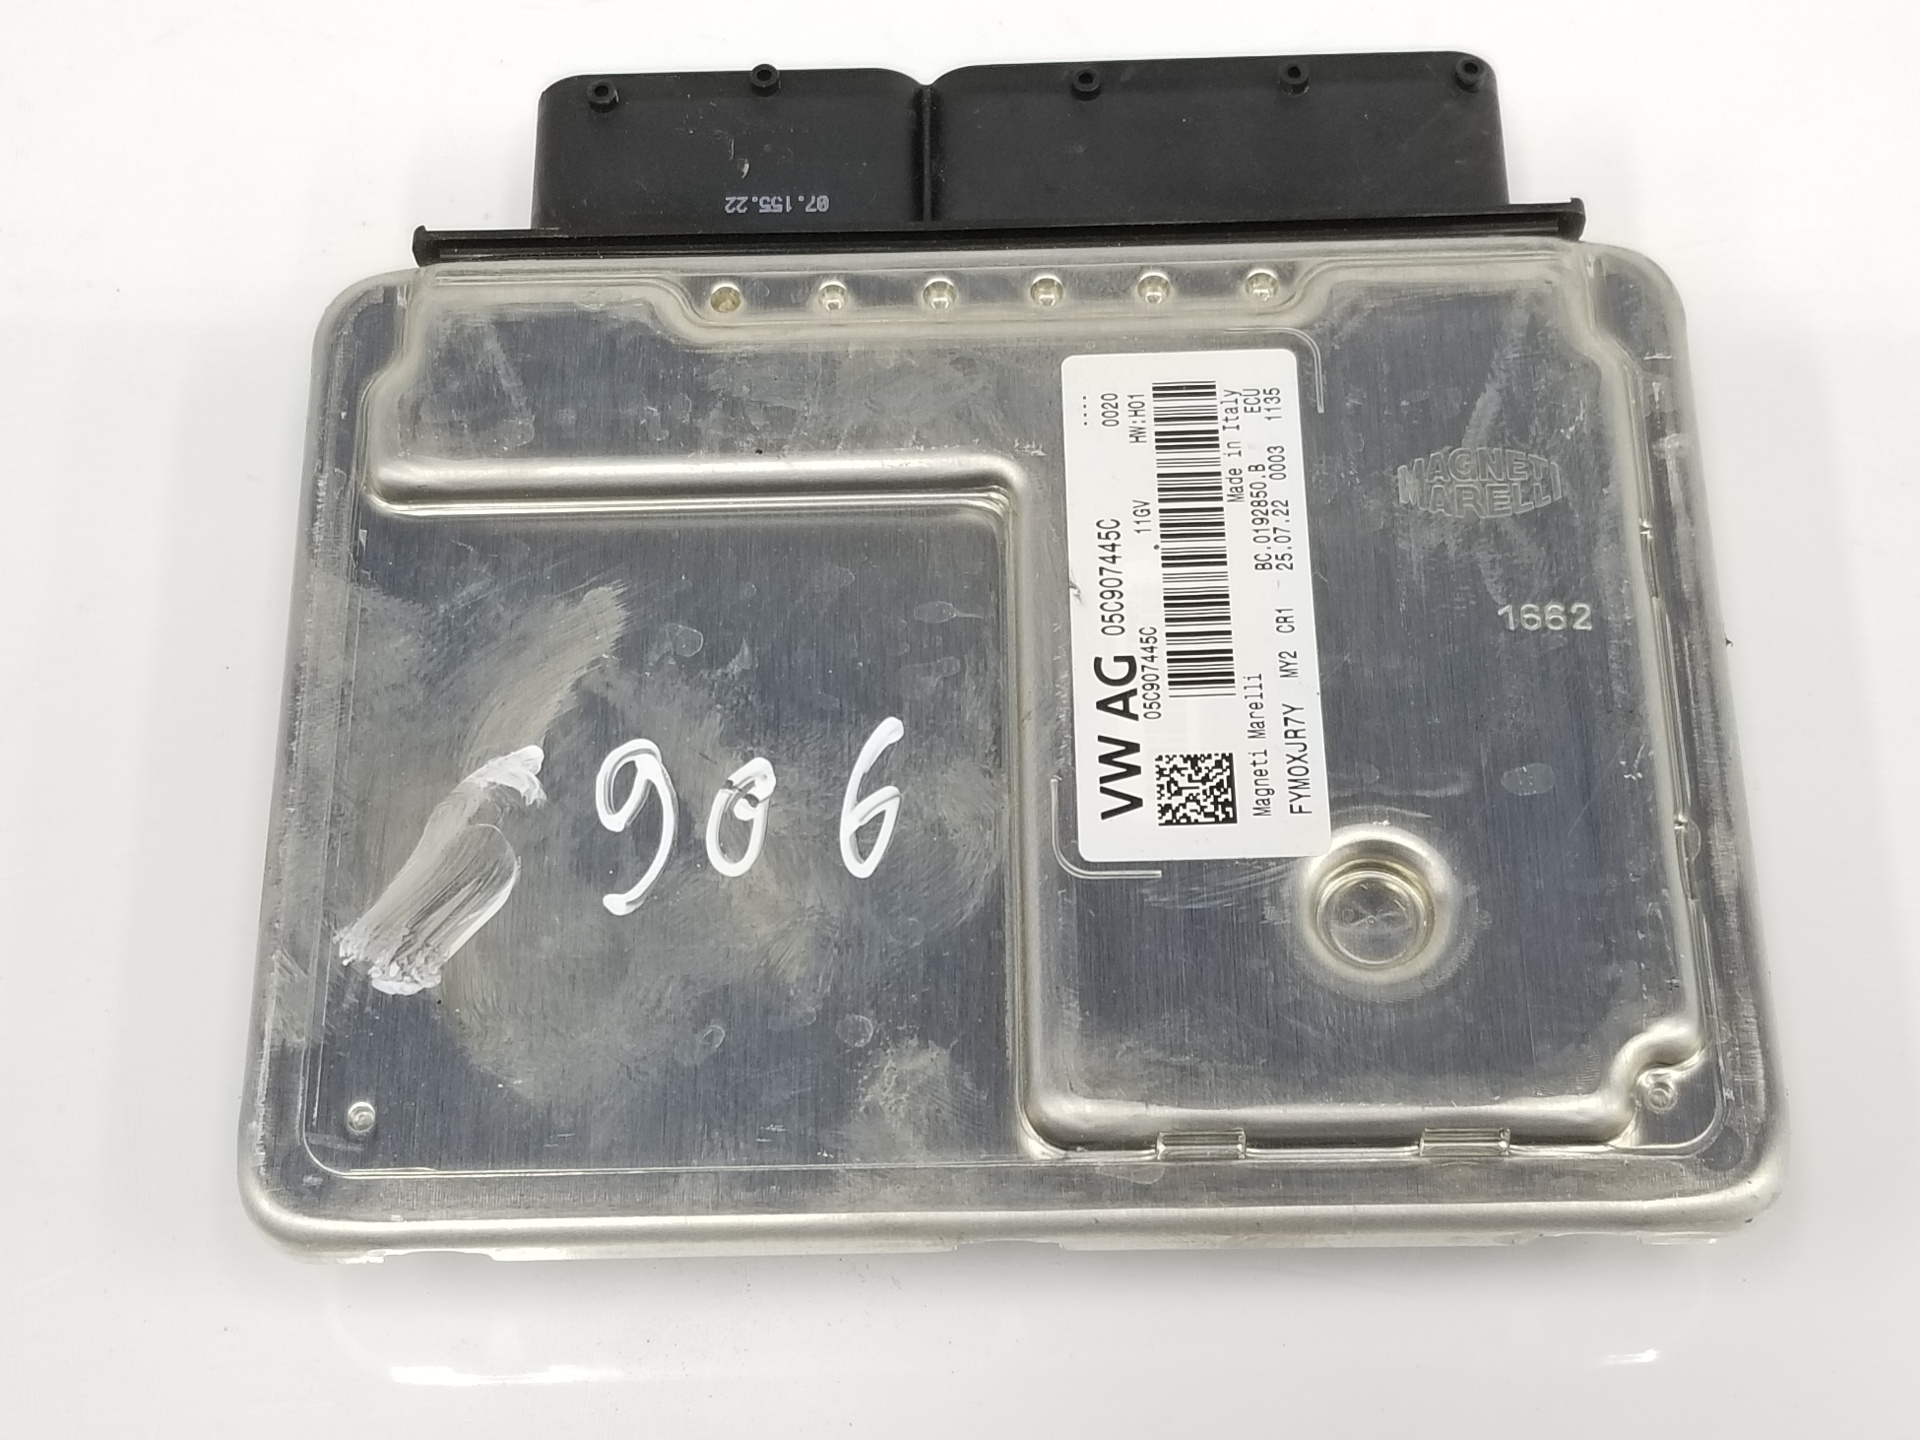 07.155.22
VW AG 05C907445C
....
05C907445C 11GV 0020
HW:H01
Made in Italy
Magneti Marelli BC.0192850.B ECU
FYMOXJR7Y MY2 CR1 25.07.22 0003 1135
MAGNETI
MARELLI
1662
906